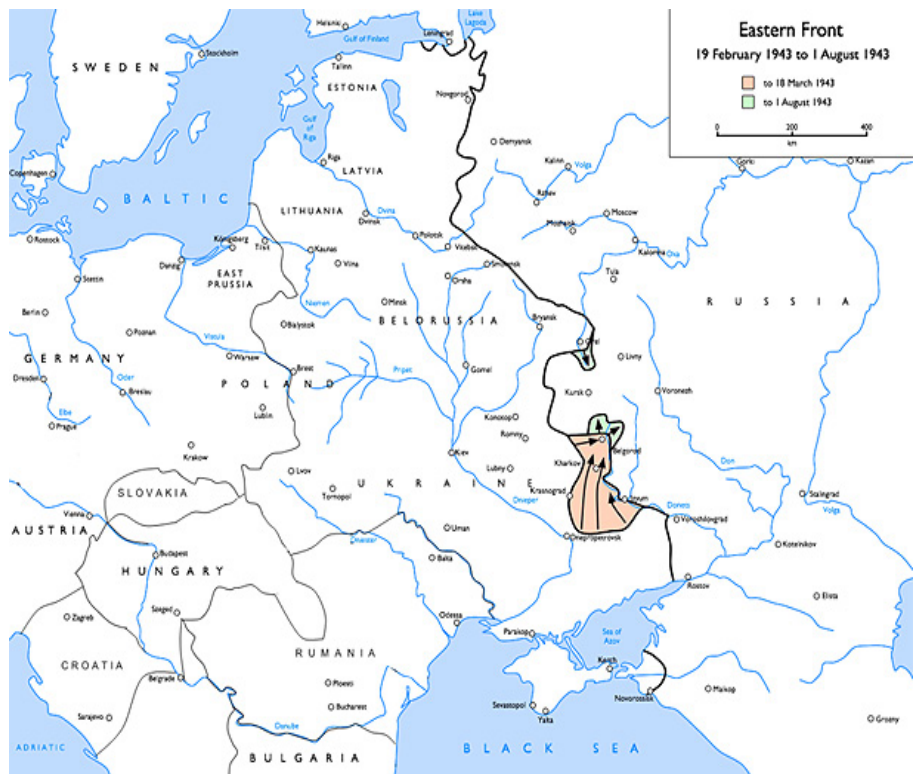 Eastern Front
19 February 1943 to 1 August 1943
to 18 March 1943
to 1 August 1943
0 200 400
km
Helsinki
Lake
Lagoda
Gulf of Finland
Leningrad
Stockholm
SWEDEN
Tallinn
ESTONIA
Novgorod
Gulf
of
Riga
Demyansk
Kalinn
Volga
Gorki
Kazan
Riga
LATVIA
Copenhagen
Rzhev
BALTIC
LITHUANIA
Dvina
Dvinsk
Moscow
Mozhaisk
Polotsk
Vitebsk
Kolomna
Oka
Rostock
Königsberg
Tilsit
Kaunas
Danzig
Vilna
Smolensk
Orsha
Tula
Stettin
EAST
PRUSSIA
Niemen
Minsk
RUSSIA
Berlin
Bialystok
BELORUSSIA
Bryansk
Poznan
Vistula
Orel
GERMANY
Warsaw
Livny
Brest
Pripet
Gomel
Dresden
Oder
Breslau
POLAND
Kursk
Voronezh
Elbe
Prague
Lublin
Konotop
Romny
Belgorod
Krakow
Kiev
Kharkov
Don
Lvov
Lubny
UKRAINE
SLOVAKIA
Tornopol
Krasnograd
Izyum
Donets
Stalingrad
Dnieper
Volga
Vienna
AUSTRIA
Voroshilovgrad
Uman
Dniester
Dnepropetrovsk
Budapest
Balta
Kotelnikov
HUNGARY
Rostov
Elista
Szeged
Odessa
Zagreb
Parakop
Sea of
Azov
CROATIA
RUMANIA
Kerch
Belgrade
Ploesti
Novorossisk
Maikop
Bucharest
Sevastopol
Yalta
Sarajevo
Grozny
Danube
ADRIATIC
BULGARIA
BLACK SEA